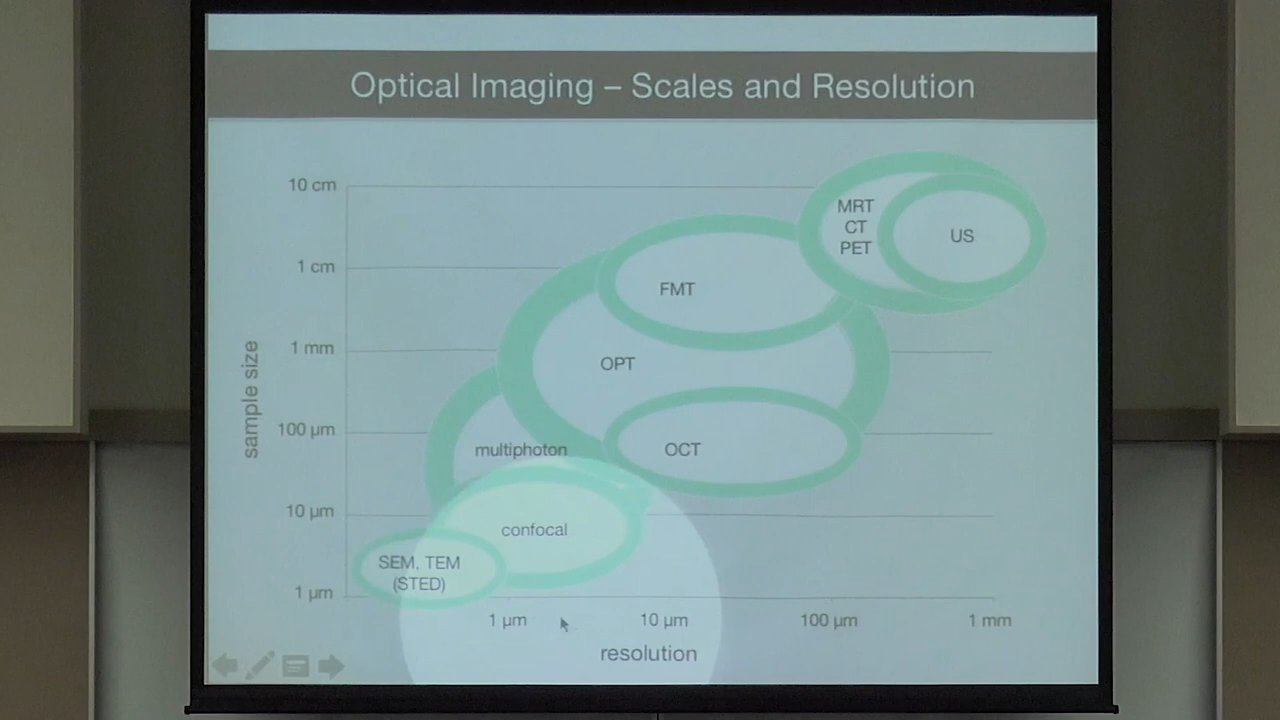 Optical Imaging – Scales and Resolution
10 cm
1 cm
1 mm
100 µm
10 µm
1 µm
sample size
MRT
CT
PET
US
FMT
OPT
multiphoton
OCT
confocal
SEM, TEM
(STED)
1 µm
10 µm
100 µm
1 mm
resolution